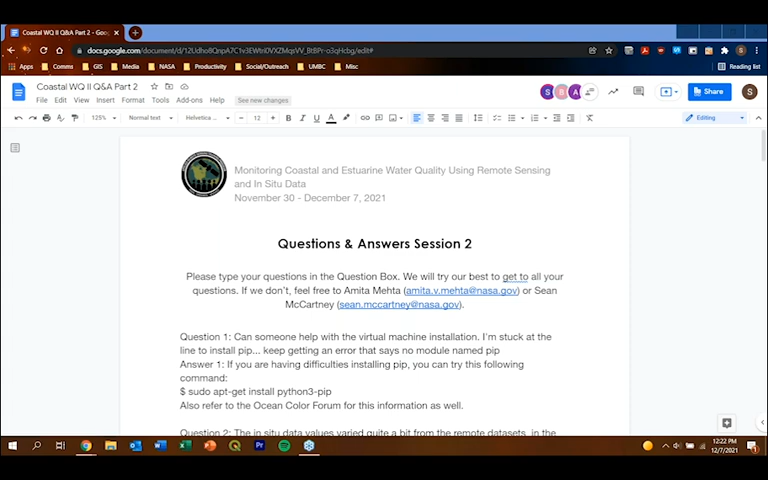 Coastal WQ II Q&A Part 2 - Goo
docs.google.com/document/d/
Apps Comms GIS Media NASA Productivity Social/Outreach UMBC Misc Reading list
Coastal WQ II Q&A Part 2
File Edit View Insert Format Tools Add-ons Help See new changes
Share
S
125% Normal text Helvetica ... 12 Editing
Monitoring Coastal and Estuarine Water Quality Using Remote Sensing
and In Situ Data
November 30 - December 7, 2021
Questions & Answers Session 2
Please type your questions in the Question Box. We will try our best to get to all your
questions. If we don't, feel free to Amita Mehta (amita.v.mehta@nasa.gov) or Sean
McCartney (sean.mccartney@nasa.gov).
Question 1: Can someone help with the virtual machine installation. I'm stuck at the
line to install pip... keep getting an error that says no module named pip
Answer 1: If you are having difficulties installing pip, you can try this following
command:
$ sudo apt-get install python3-pip
Also refer to the Ocean Color Forum for this information as well.
Question 2: The in situ data values varied quite a bit from the remote datasets, in the
12:22 PM
12/7/2021